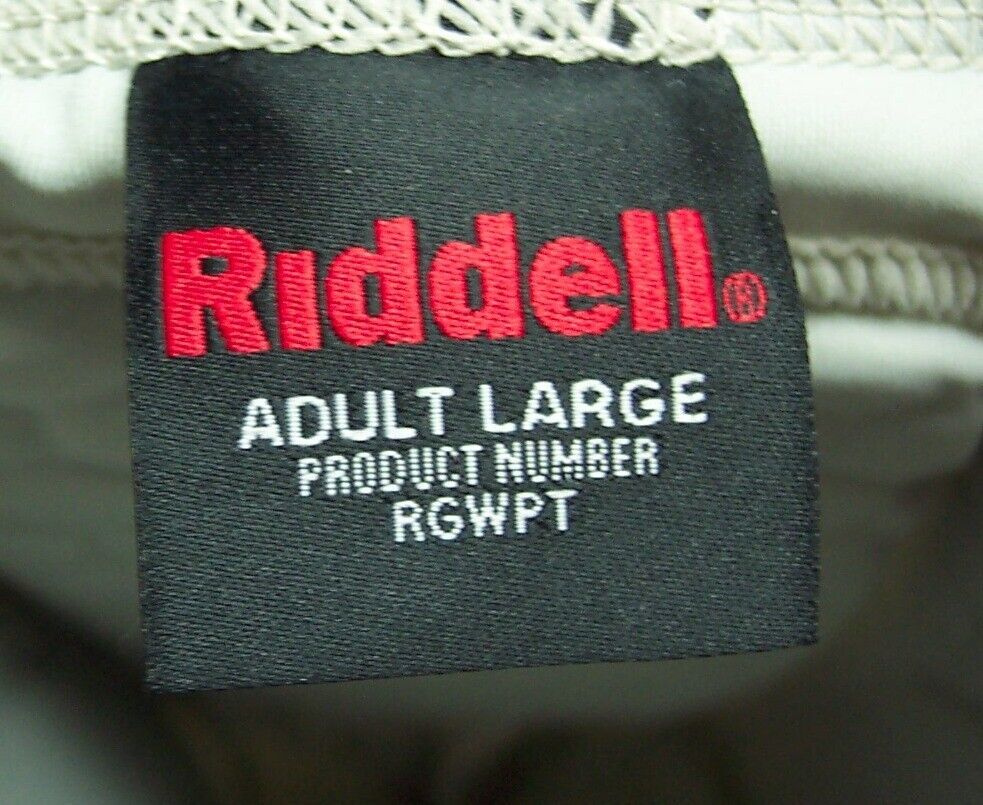 Riddell®
ADULT LARGE
PRODUCT NUMBER
RGWPT